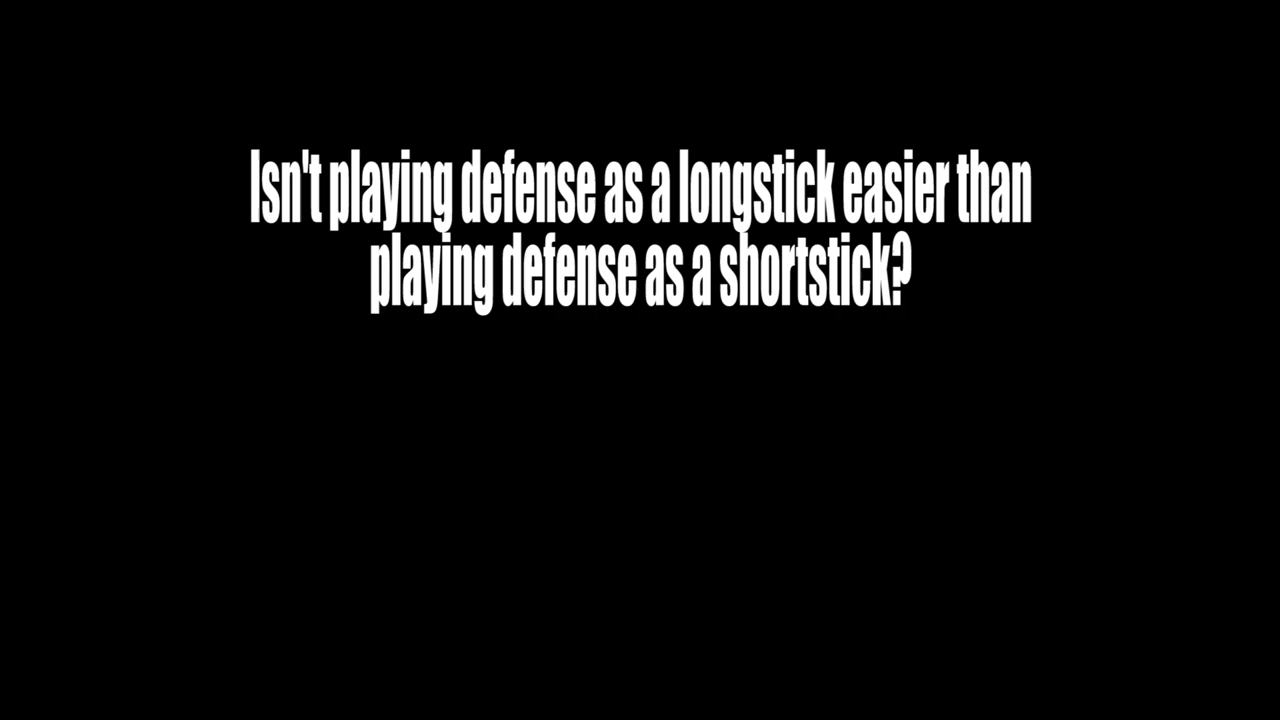 Isn't playing defense as a longstick easier than
playing defense as a shortstick?